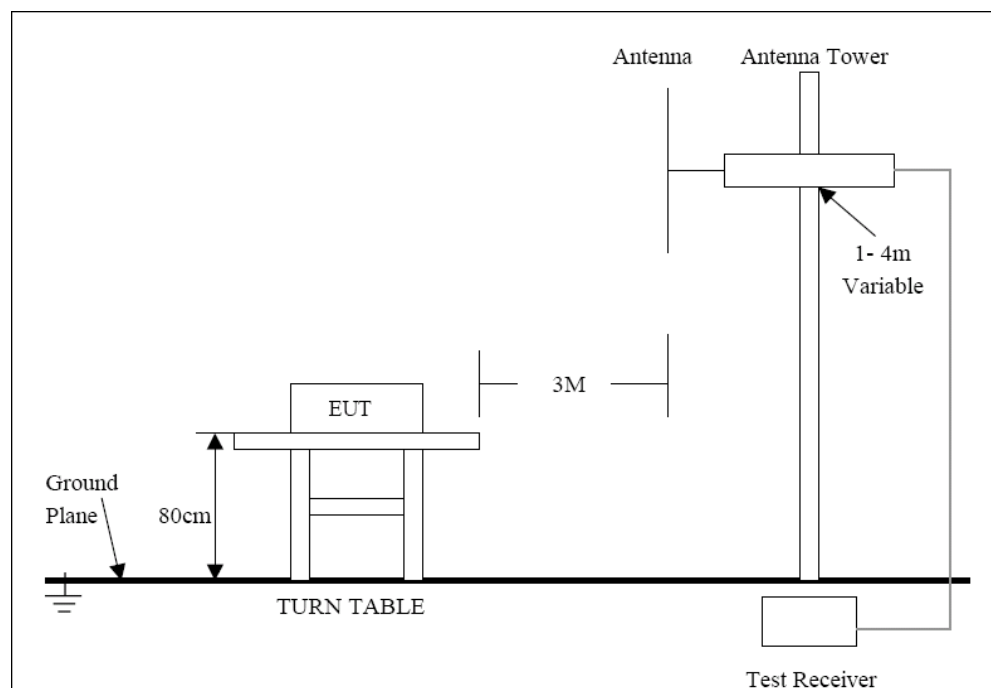 Antenna
Antenna Tower
1- 4m
Variable
3M
EUT
Ground
Plane
80cm
TURN TABLE
Test Receiver